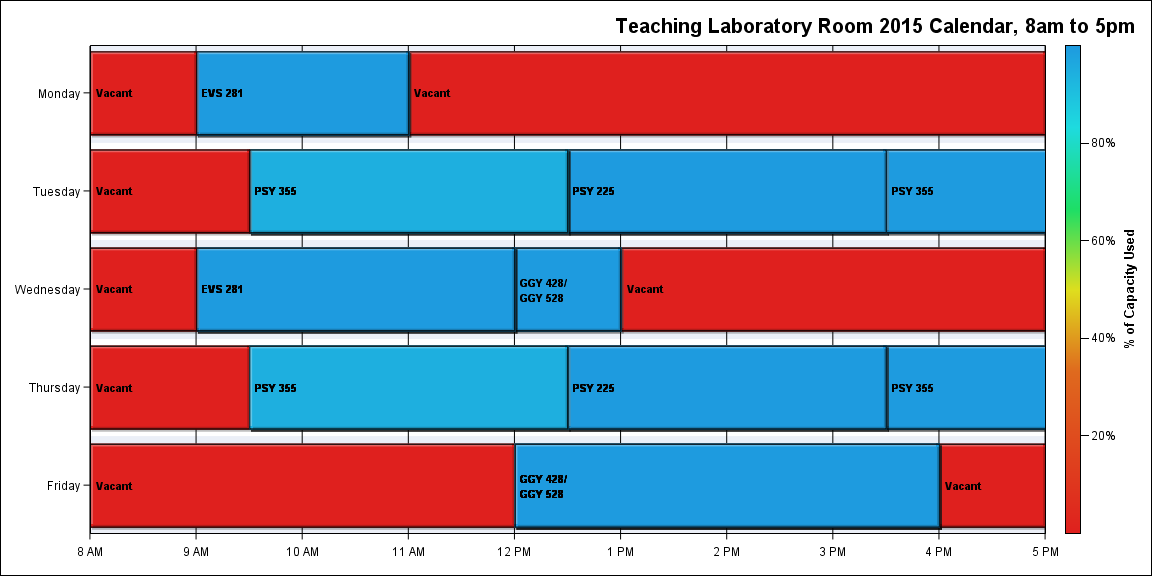 Teaching Laboratory Room 2015 Calendar, 8am to 5pm
Monday
Vacant
EVS 281
Vacant
Tuesday
Vacant
PSY 355
PSY 225
PSY 355
Wednesday
Vacant
EVS 281
GGY 428/
GGY 528
Vacant
Thursday
Vacant
PSY 355
PSY 225
PSY 355
Friday
Vacant
GGY 428/
GGY 528
Vacant
8 AM 9 AM 10 AM 11 AM 12 PM 1 PM 2 PM 3 PM 4 PM 5 PM
80%
60%
40%
20%
% of Capacity Used